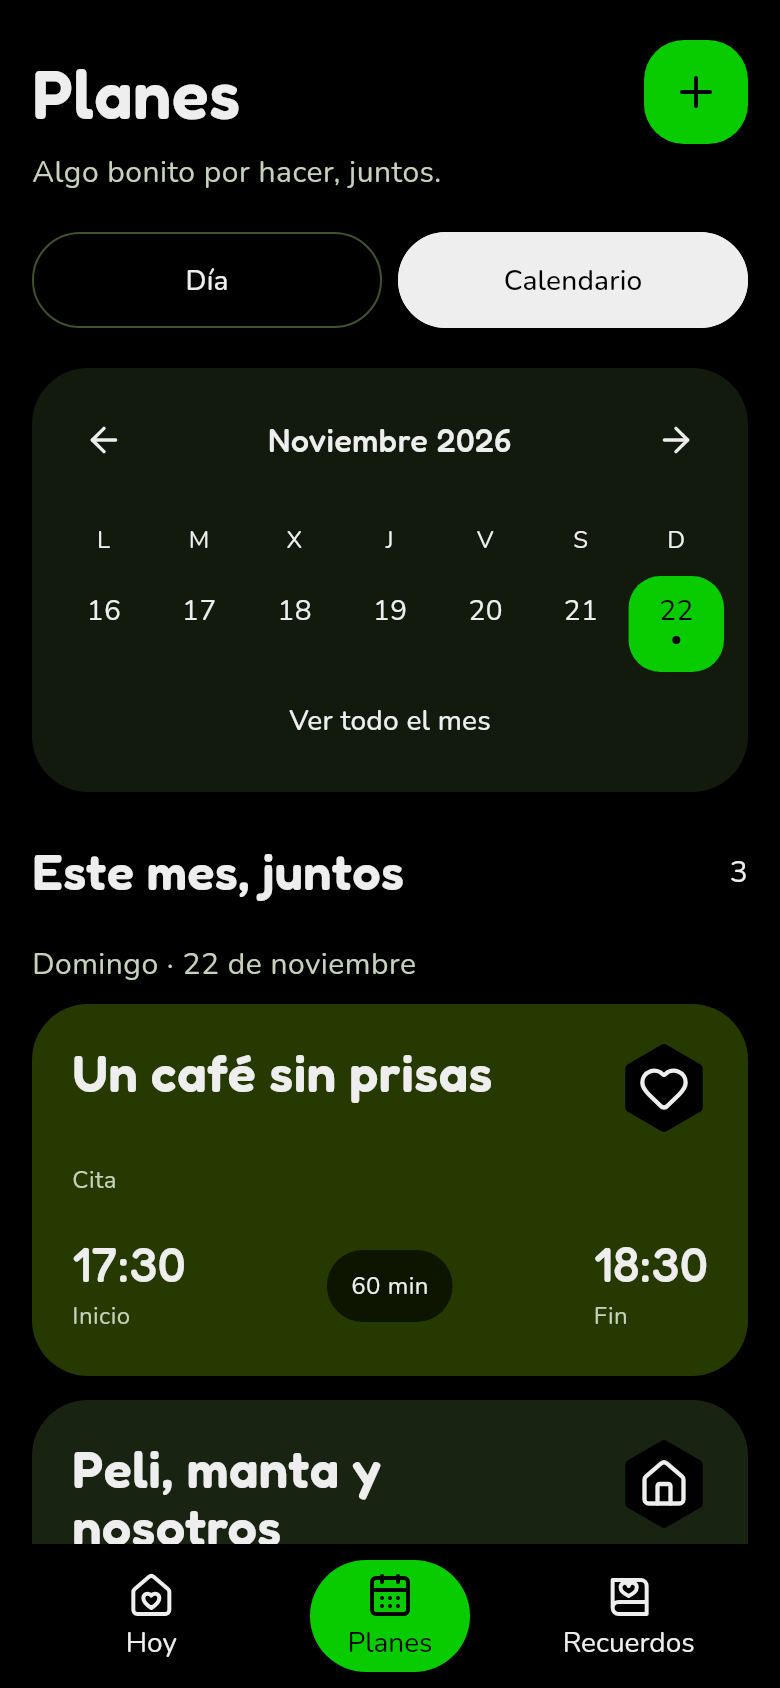 Planes
Algo bonito por hacer, juntos.
Día
Calendario
Noviembre 2026
L M X J V S D
16 17 18 19 20 21 22
Ver todo el mes
Este mes, juntos
3
Domingo · 22 de noviembre
Un café sin prisas
Cita
17:30
60 min
18:30
Inicio
Fin
Peli, manta y
nosotros
Hoy
Planes
Recuerdos